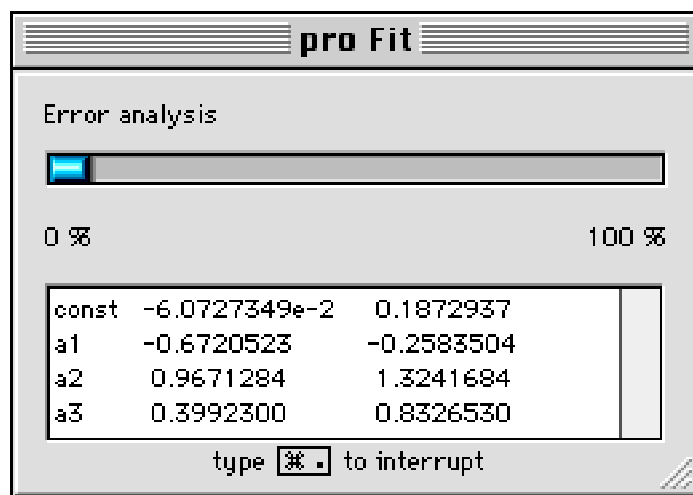 pro Fit
Error analysis
0 % 100 %
const -6.0727349e-2 0.1872937
a1 -0.6720523 -0.2583504
a2 0.9671284 1.3241684
a3 0.3992300 0.8326530
type ⌘ . to interrupt